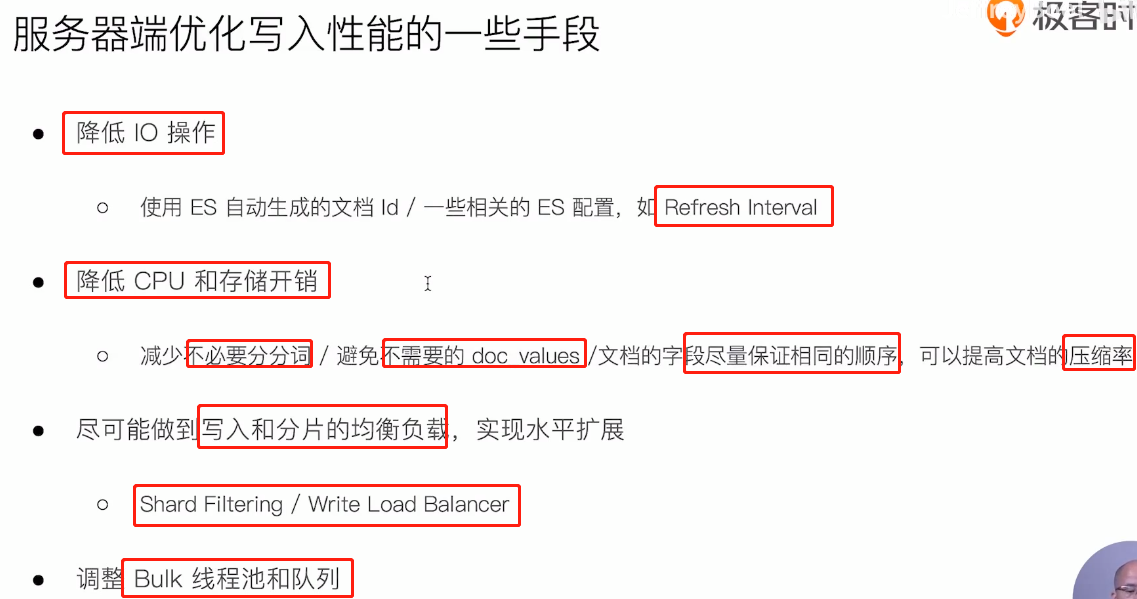 服务器端优化写入性能的一些手段
极客时
降低 IO 操作
使用 ES 自动生成的文档 Id / 一些相关的 ES 配置，如 Refresh Interval
降低 CPU 和存储开销
减少不必要分分词 / 避免不需要的 doc_values /文档的字段尽量保证相同的顺序，可以提高文档的压缩率
尽可能做到写入和分片的均衡负载，实现水平扩展
Shard Filtering / Write Load Balancer
调整 Bulk 线程池和队列